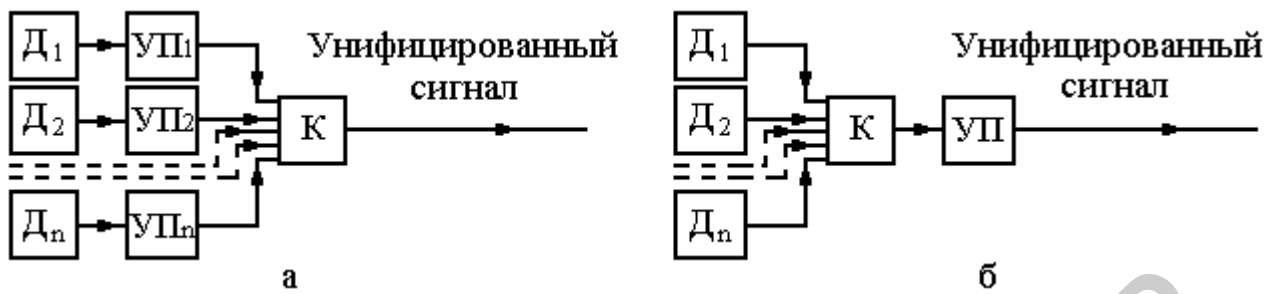 Д1 УП1
Унифицированный
сигнал
Д2 УП2
К
Дn УПn
а
Д1
Унифицированный
сигнал
Д2
К УП
Дn
б